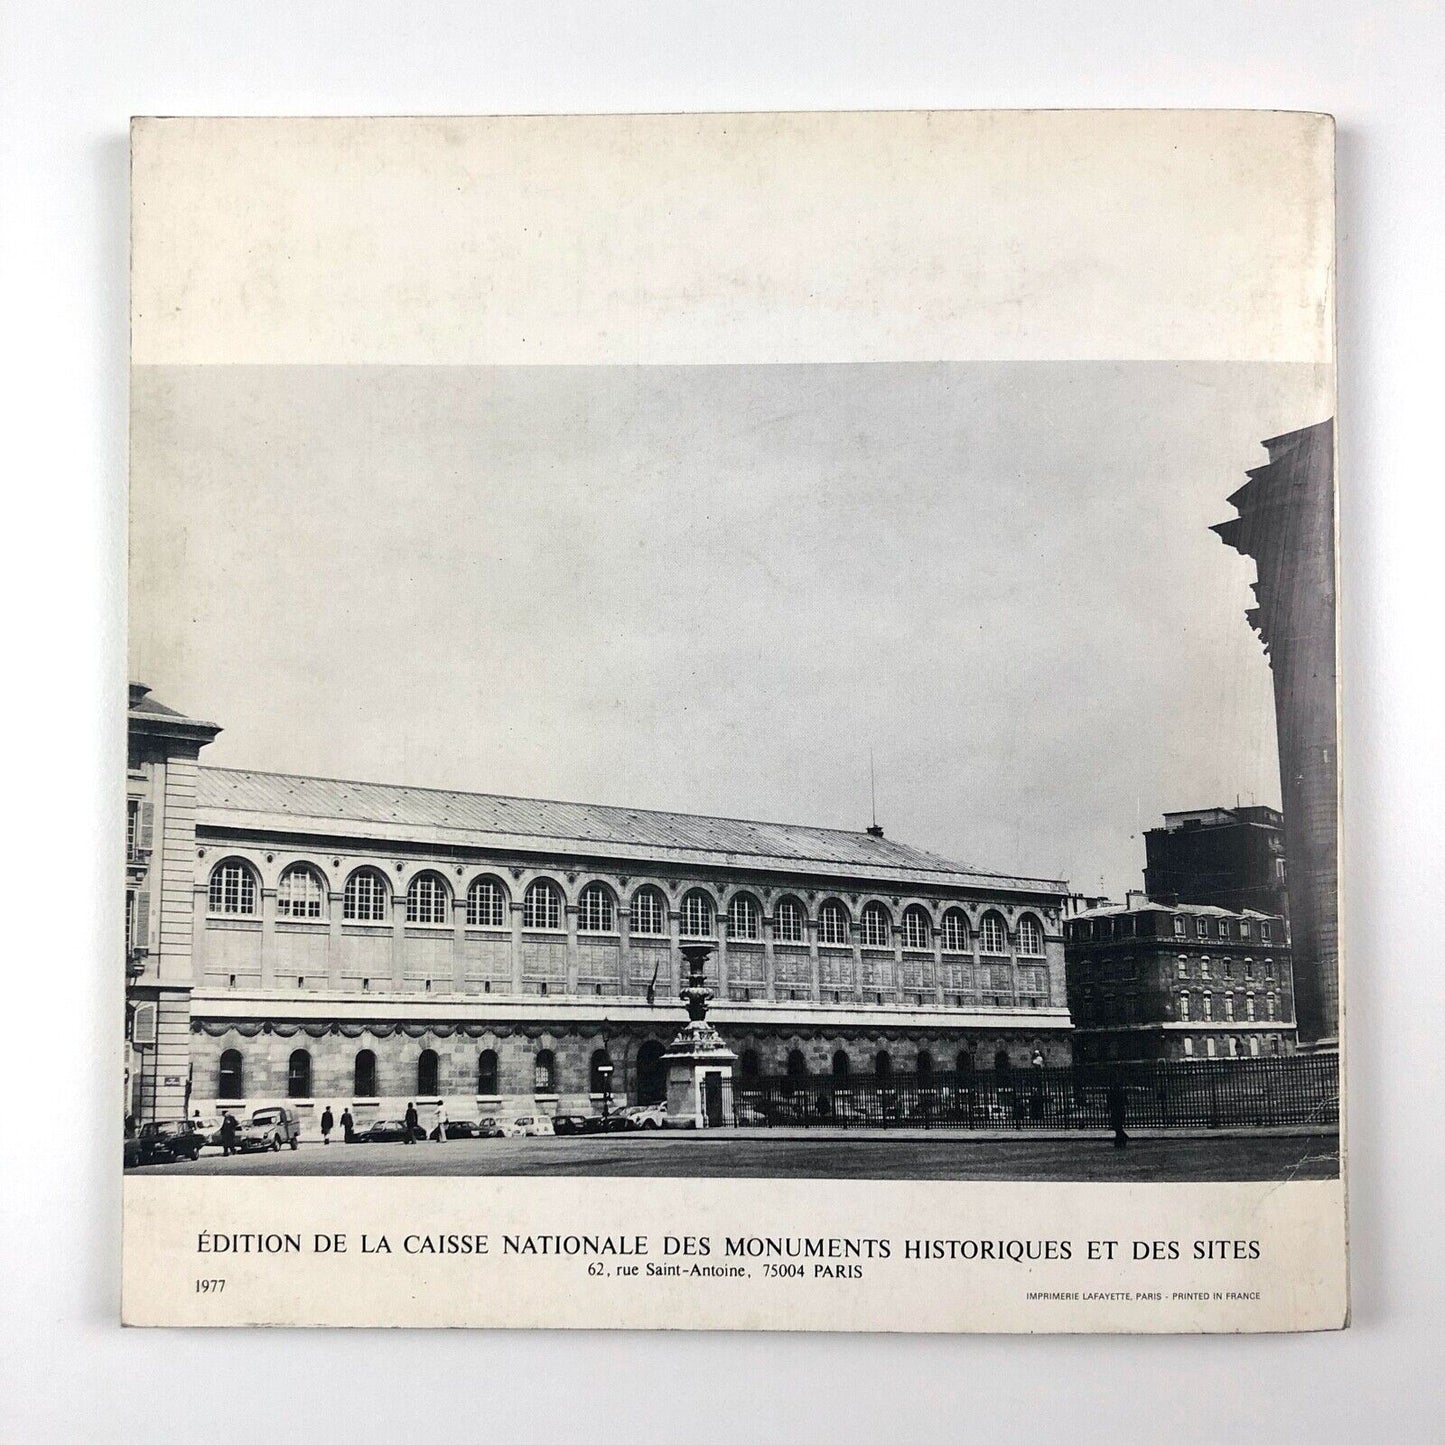 ÉDITION DE LA CAISSE NATIONALE DES MONUMENTS HISTORIQUES ET DES SITES
62, rue Saint-Antoine, 75004 PARIS
1977
IMPRIMERIE LAFAYETTE, PARIS - PRINTED IN FRANCE